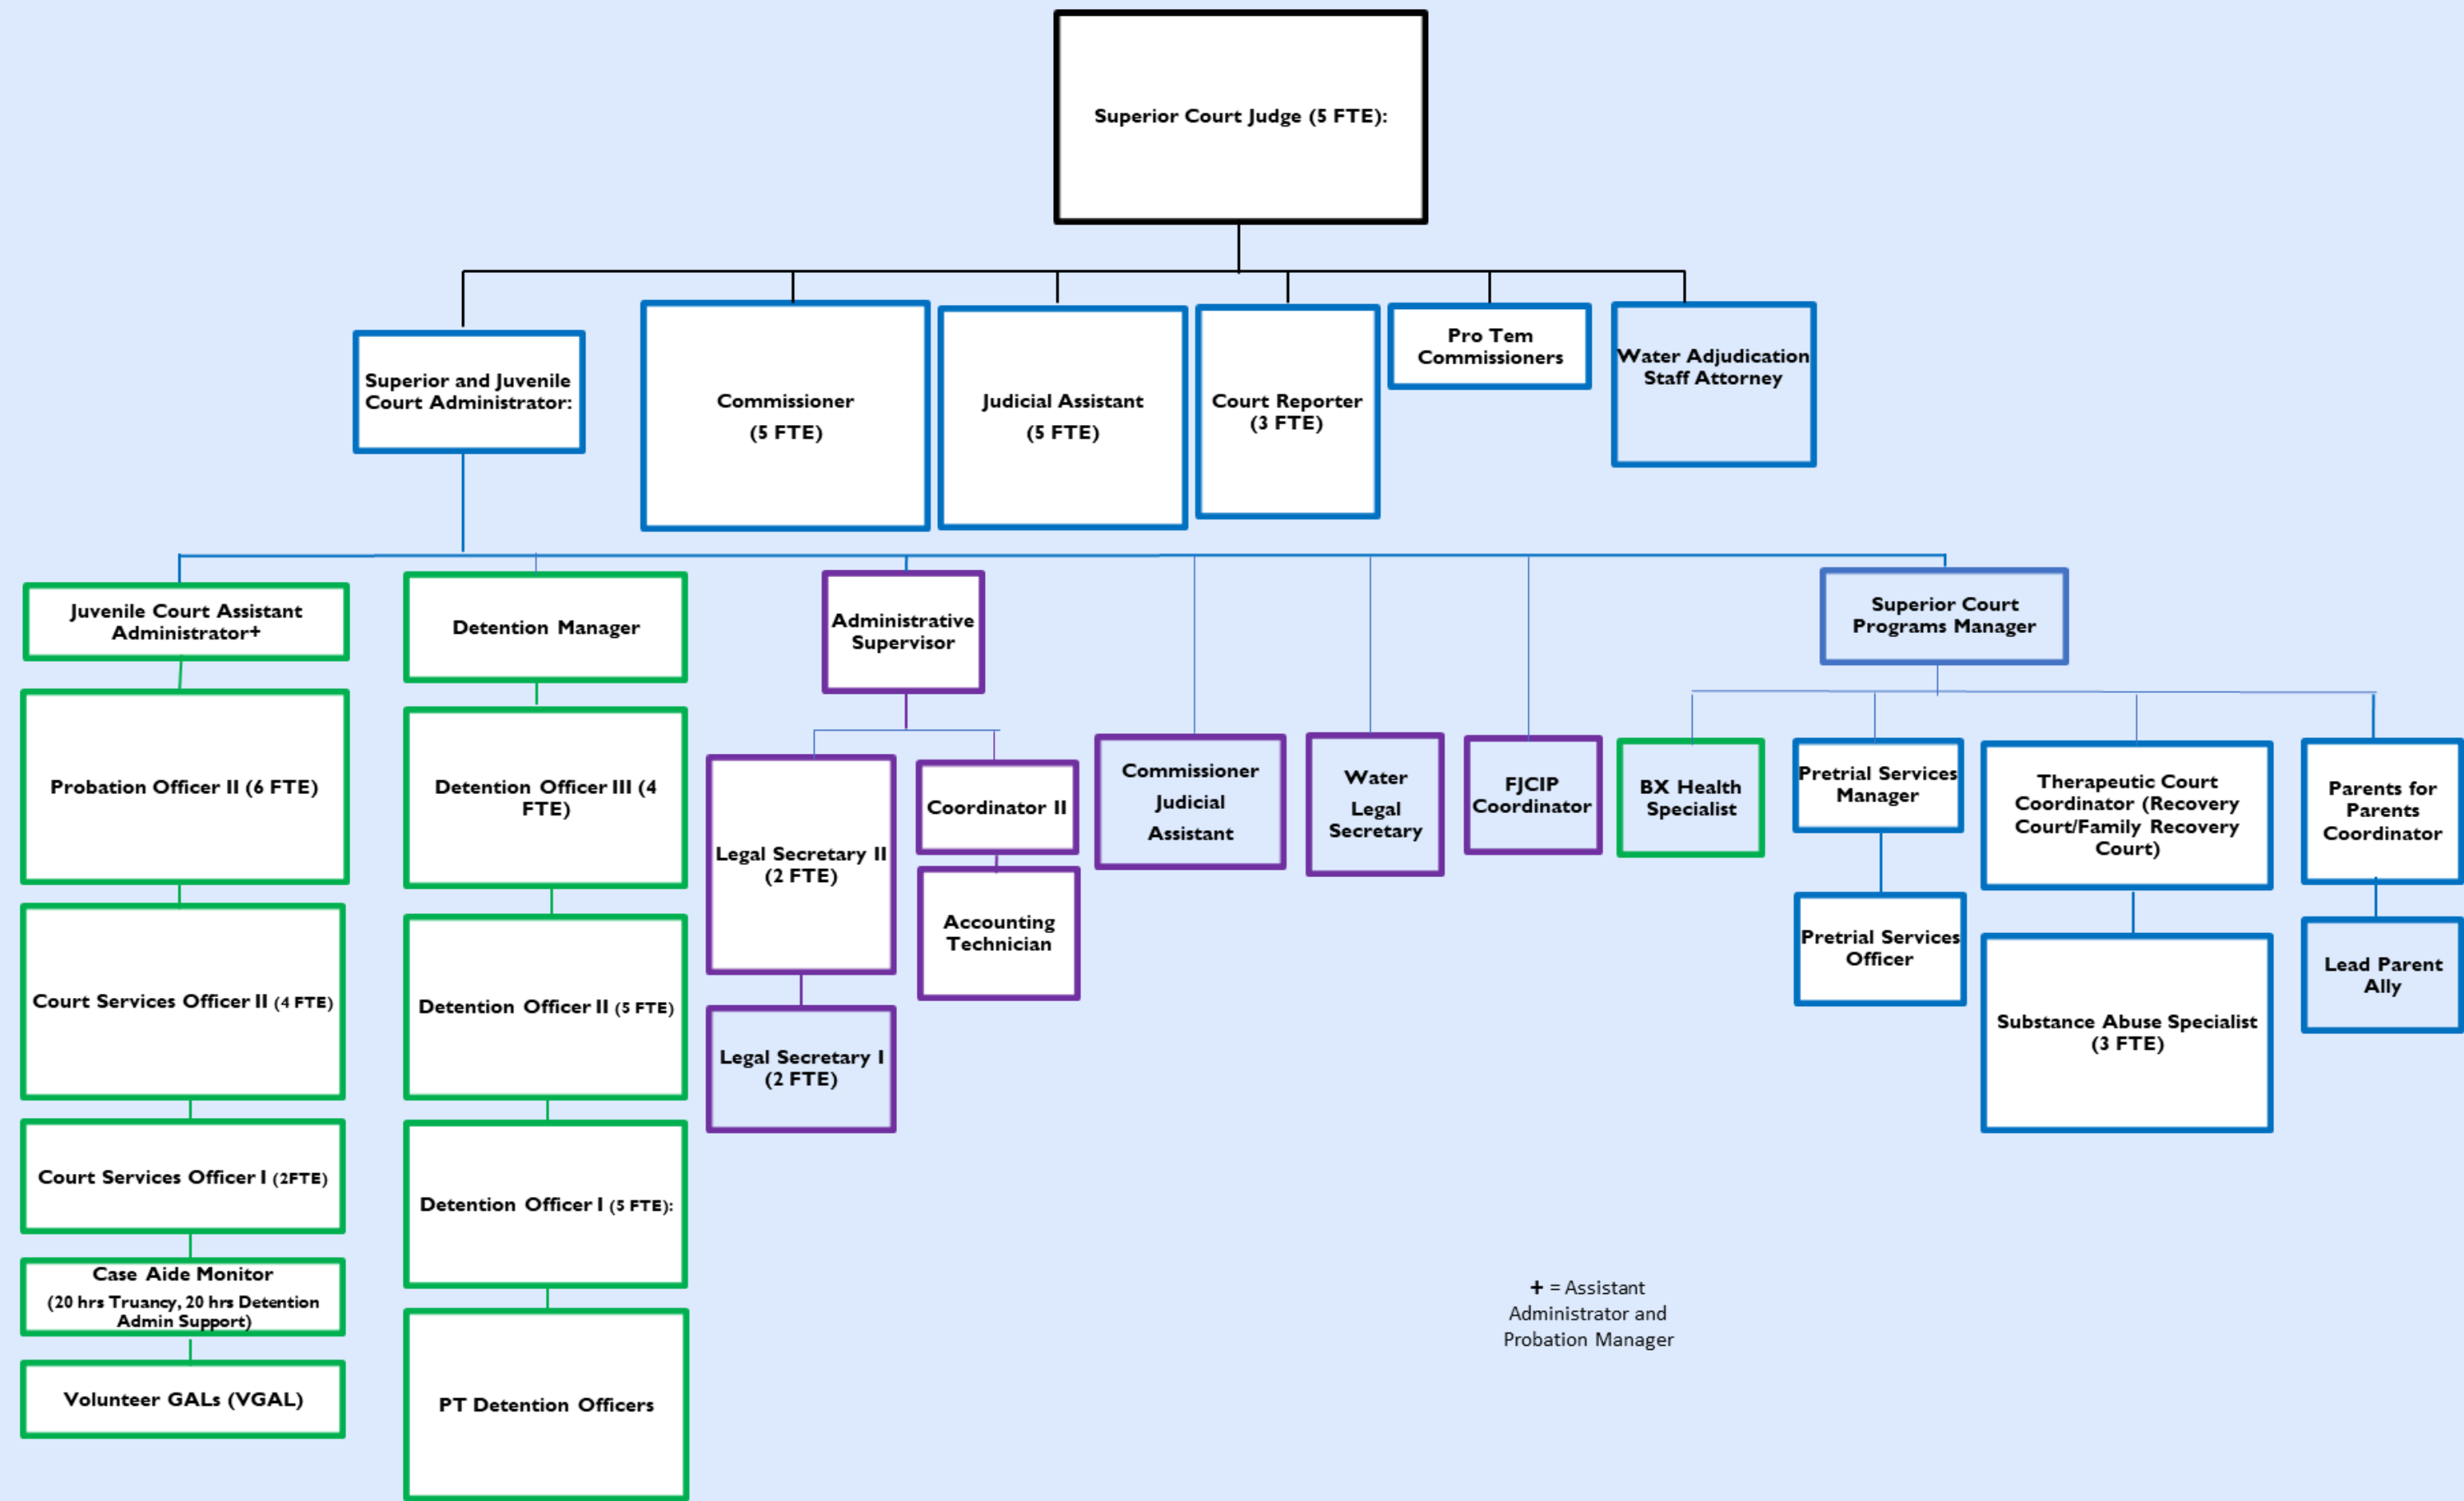 Superior Court Judge (5 FTE):
Superior and Juvenile
Court Administrator:
Commissioner
(5 FTE)
Judicial Assistant
(5 FTE)
Court Reporter
(3 FTE)
Pro Tem
Commissioners
Water Adjudication
Staff Attorney
Juvenile Court Assistant
Administrator+
Detention Manager
Administrative
Supervisor
Superior Court
Programs Manager
Probation Officer II (6 FTE)
Detention Officer III (4
FTE)
Legal Secretary II
(2 FTE)
Coordinator II
Commissioner
Judicial
Assistant
Water
Legal
Secretary
FJCIP
Coordinator
BX Health
Specialist
Pretrial Services
Manager
Therapeutic Court
Coordinator (Recovery
Court/Family Recovery
Court)
Parents for
Parents
Coordinator
Accounting
Technician
Pretrial Services
Officer
Lead Parent
Ally
Court Services Officer II (4 FTE)
Detention Officer II (5 FTE)
Legal Secretary I
(2 FTE)
Substance Abuse Specialist
(3 FTE)
Court Services Officer I (2FTE)
Detention Officer I (5 FTE):
Case Aide Monitor
(20 hrs Truancy, 20 hrs Detention
Admin Support)
Volunteer GALs (VGAL)
PT Detention Officers
+ = Assistant
Administrator and
Probation Manager